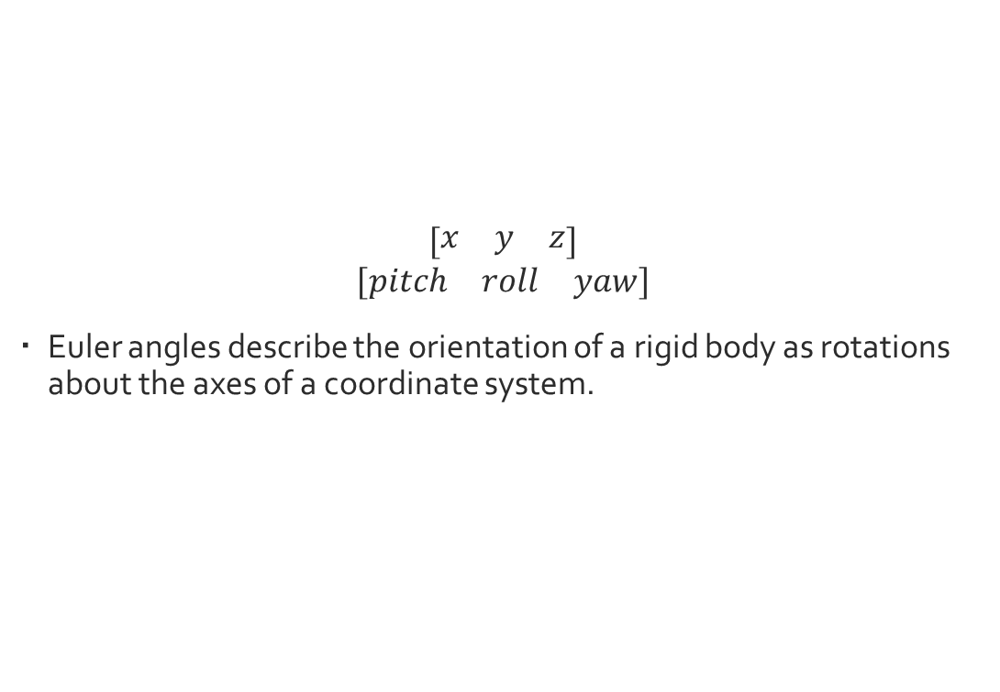 [x y z]
[pitch roll yaw]
▪ Euler angles describe the orientation of a rigid body as rotations
about the axes of a coordinate system.